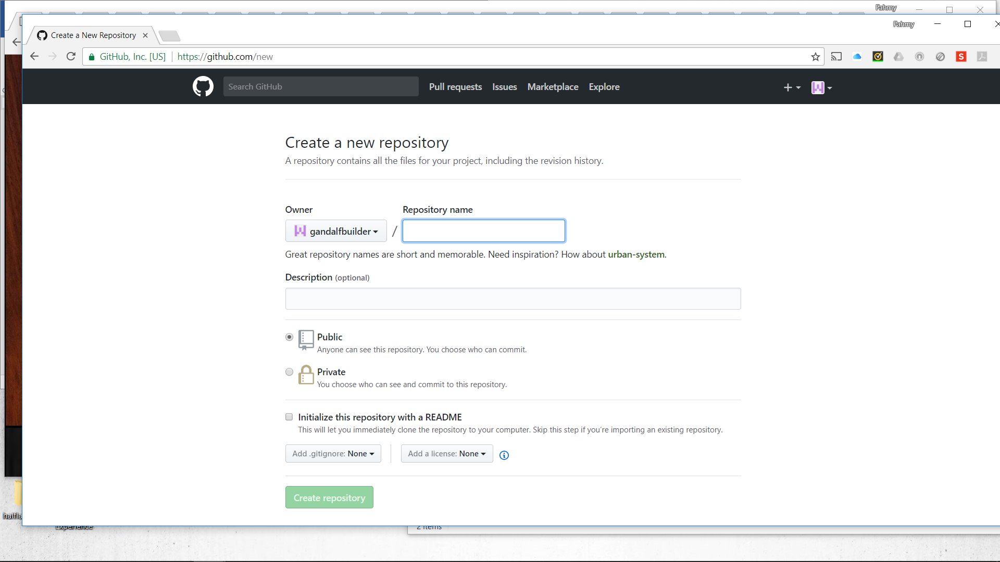 Fahmy
Fahmy
Create a New Repository
GitHub, Inc. [US]
https://github.com/new
Search GitHub
Pull requests
Issues
Marketplace
Explore
Create a new repository
A repository contains all the files for your project, including the revision history.
Owner
Repository name
gandalfbuilder
/
Great repository names are short and memorable. Need inspiration? How about urban-system.
Description (optional)
Public
Anyone can see this repository. You choose who can commit.
Private
You choose who can see and commit to this repository.
Initialize this repository with a README
This will let you immediately clone the repository to your computer. Skip this step if you’re importing an existing repository.
Add .gitignore: None
Add a license: None
Create repository
halfla
Experience
2 items